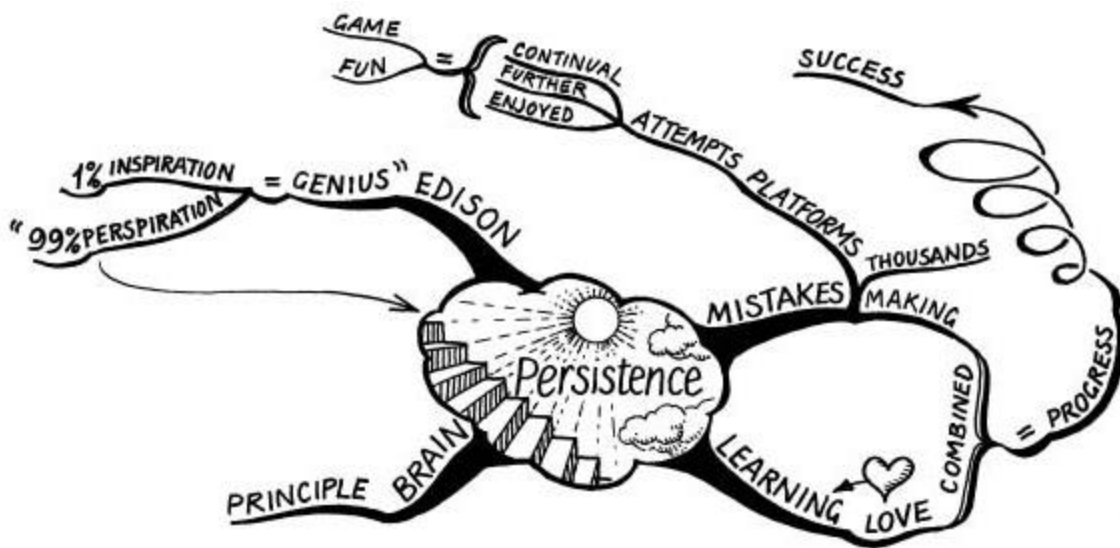 GAME
FUN
=
CONTINUAL
FURTHER
ENJOYED
ATTEMPTS PLATFORMS
SUCCESS
1% INSPIRATION
"99% PERSPIRATION
= GENIUS" EDISON
THOUSANDS
MISTAKES MAKING
Persistence
COMBINED
= PROGRESS
LEARNING LOVE
PRINCIPLE BRAIN